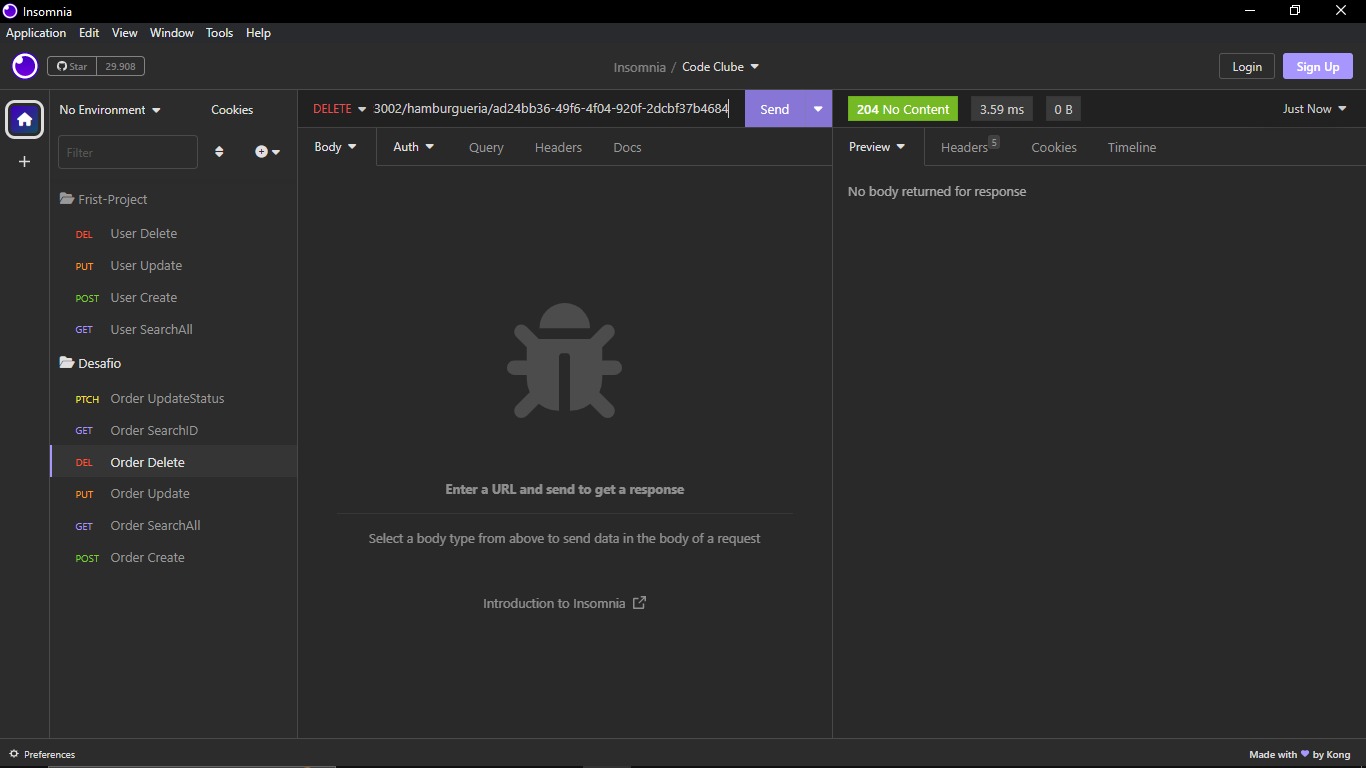 Insomnia
Application Edit View Window Tools Help
Star 29.908
Insomnia / Code Clube
Login Sign Up
No Environment Cookies
DELETE 3002/hamburgueria/ad24bb36-49f6-4f04-920f-2dcbf37b4684 Send
204 No Content 3.59 ms 0 B Just Now
Filter
Body Auth Query Headers Docs
Preview Headers 5 Cookies Timeline
No body returned for response
Frist-Project
DEL User Delete
PUT User Update
POST User Create
GET User SearchAll
Desafio
PTCH Order UpdateStatus
GET Order SearchID
DEL Order Delete
PUT Order Update
GET Order SearchAll
POST Order Create
Enter a URL and send to get a response
Select a body type from above to send data in the body of a request
Introduction to Insomnia
Preferences
Made with by Kong